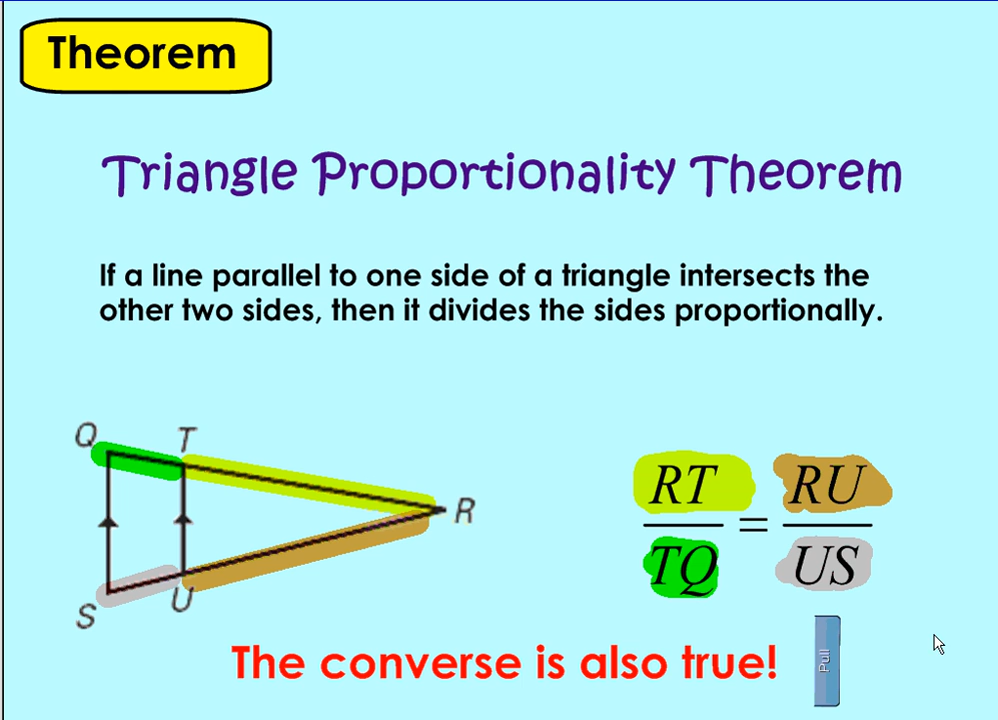 Theorem
Triangle Proportionality Theorem
If a line parallel to one side of a triangle intersects the
other two sides, then it divides the sides proportionally.
Q
T
R
S
U
RT
TQ
=
RU
US
The converse is also true!
Pull